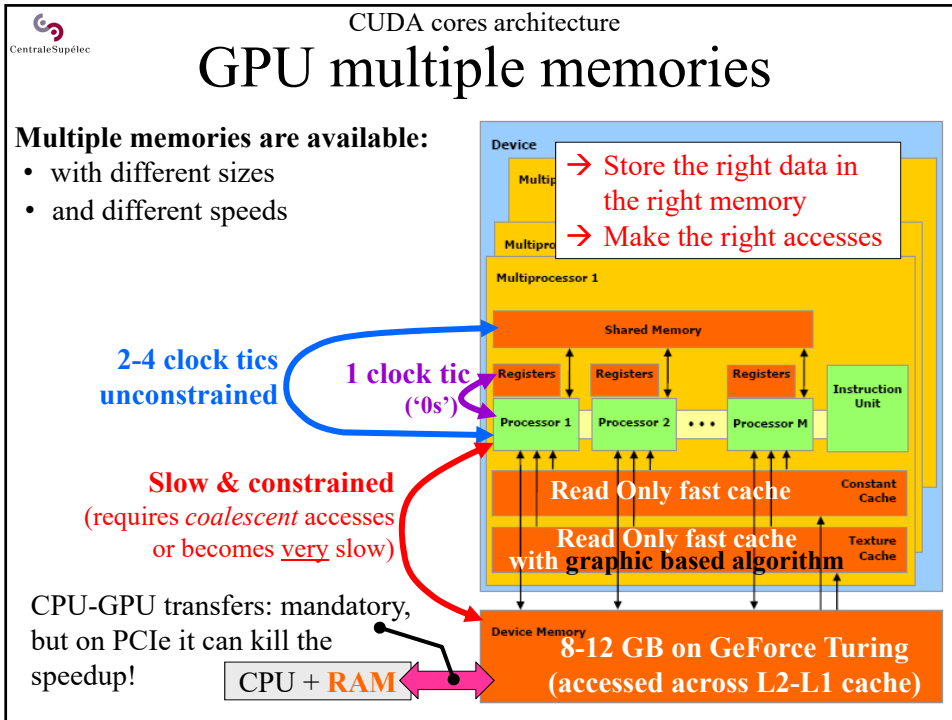 CentraleSupélec
CUDA cores architecture
GPU multiple memories
Multiple memories are available:
• with different sizes
• and different speeds
Device
→ Store the right data in
the right memory
→ Make the right accesses
Multiprocessor 1
Shared Memory
2-4 clock tics
unconstrained
1 clock tic
(‘0s’)
Registers
Registers
Registers
Processor 1
Processor 2
• • •
Processor M
Instruction
Unit
Slow & constrained
(requires coalescent accesses
or becomes very slow)
Read Only fast cache
Constant
Cache
Read Only fast cache
with graphic based algorithm
Texture
Cache
CPU-GPU transfers: mandatory,
but on PCIe it can kill the
speedup!
CPU + RAM
Device Memory
8-12 GB on GeForce Turing
(accessed across L2-L1 cache)